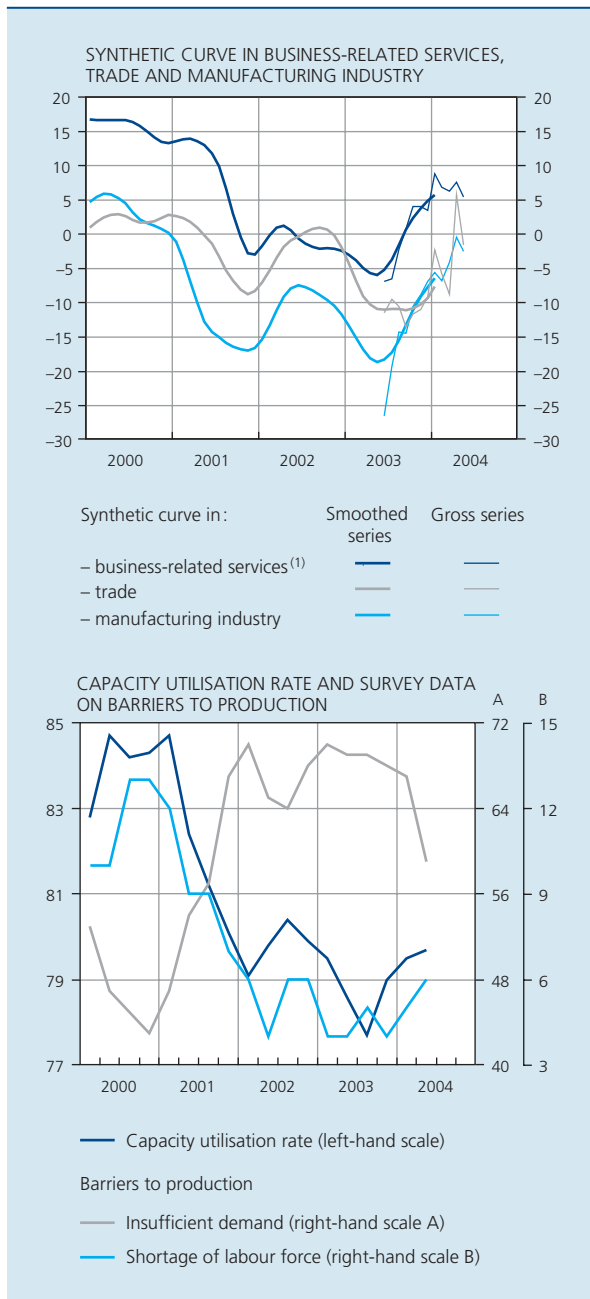 SYNTHETIC CURVE IN BUSINESS-RELATED SERVICES,
TRADE AND MANUFACTURING INDUSTRY
20 20
15 15
10 10
5 5
0 0
–5 –5
–10 –10
–15 –15
–20 –20
–25 –25
–30 –30
2000 2001 2002 2003 2004
Synthetic curve in: Smoothed series Gross series
– business-related services (1)
– trade
– manufacturing industry
CAPACITY UTILISATION RATE AND SURVEY DATA
ON BARRIERS TO PRODUCTION A B
85 72 15
83 64 12
81 56 9
79 48 6
77 40 3
2000 2001 2002 2003 2004
Capacity utilisation rate (left-hand scale)
Barriers to production
Insufficient demand (right-hand scale A)
Shortage of labour force (right-hand scale B)